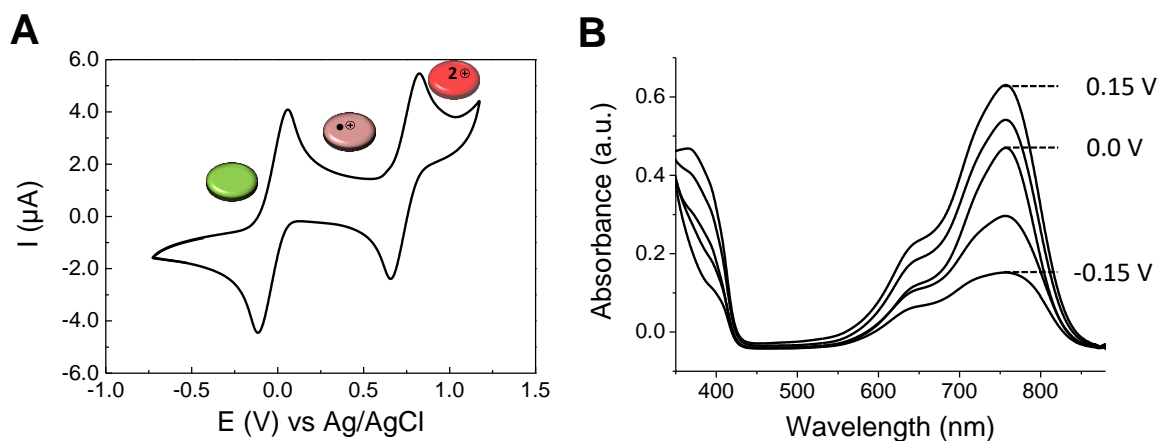 A
6.0
4.0
2.0
0.0
-2.0
-4.0
-6.0
I (µA)
2 ⊕
• ⊕
-1.0 -0.5 0.0 0.5 1.0 1.5
E (V) vs Ag/AgCl
B
0.6
0.4
0.2
0.0
Absorbance (a.u.)
0.15 V
0.0 V
-0.15 V
400 500 600 700 800
Wavelength (nm)